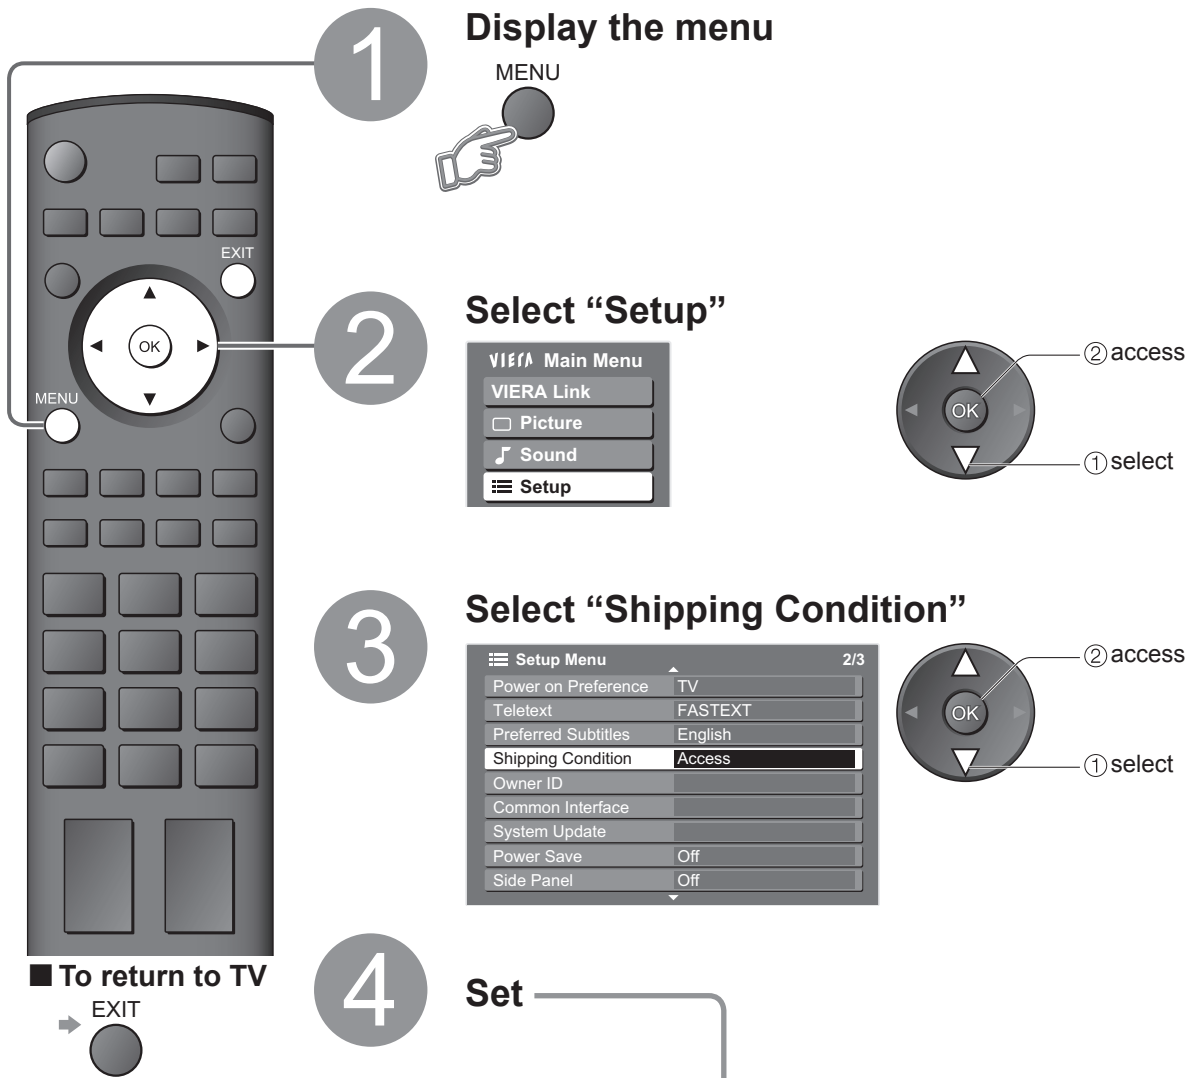 1
Display the menu
MENU
EXIT
OK
MENU
2
Select “Setup”
VIERA Main Menu
VIERA Link
Picture
Sound
Setup
OK
② access
① select
3
Select “Shipping Condition”
Setup Menu 2/3
Power on Preference TV
Teletext FASTEXT
Preferred Subtitles English
Shipping Condition Access
Owner ID
Common Interface
System Update
Power Save Off
Side Panel Off
OK
② access
① select
■ To return to TV
EXIT
4
Set